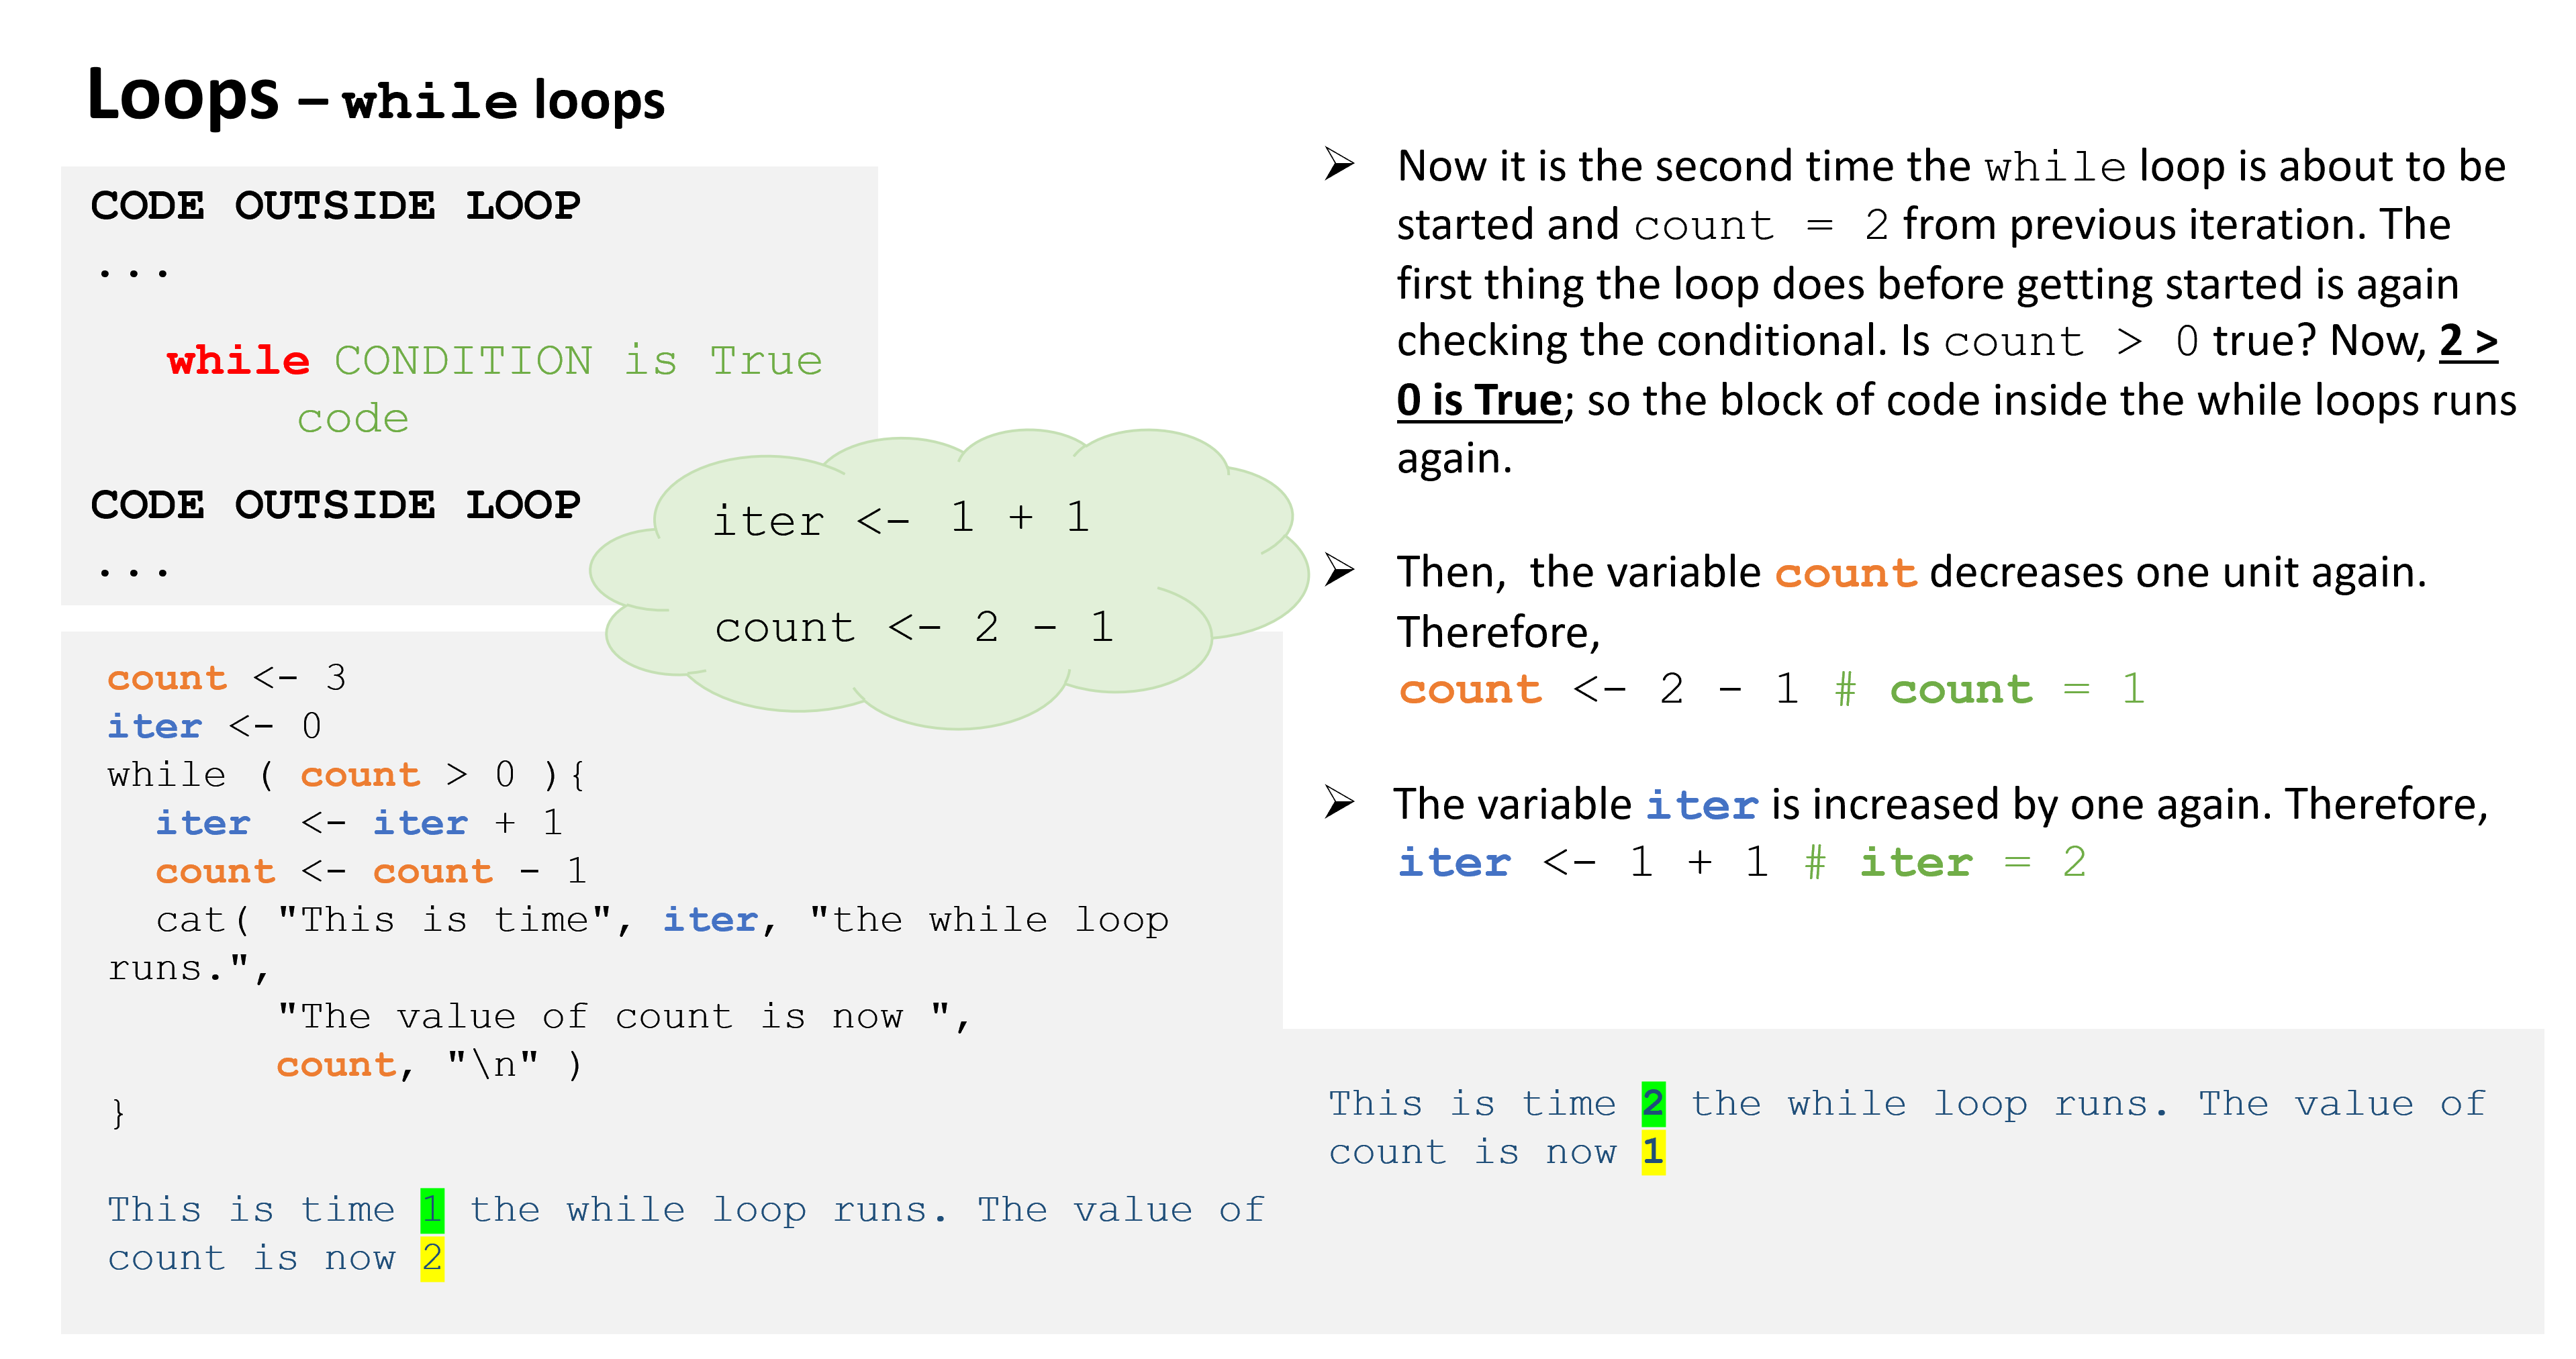 Loops – while loops
CODE OUTSIDE LOOP
...
while CONDITION is True
code
CODE OUTSIDE LOOP
...
iter <- 1 + 1
count <- 2 - 1
count <- 3
iter <- 0
while ( count > 0 ){
iter  <- iter + 1
count <- count - 1
cat( "This is time", iter, "the while loop
runs.",
"The value of count is now ",
count, "\n" )
}
This is time 1 the while loop runs. The value of
count is now 2
➢ Now it is the second time the while loop is about to be
started and count = 2 from previous iteration. The
first thing the loop does before getting started is again
checking the conditional. Is count > 0 true? Now, 2 >
0 is True; so the block of code inside the while loops runs
again.
➢ Then,  the variable count decreases one unit again.
Therefore,
count <- 2 - 1 # count = 1
➢ The variable iter is increased by one again. Therefore,
iter <- 1 + 1 # iter = 2
This is time 2 the while loop runs. The value of
count is now 1